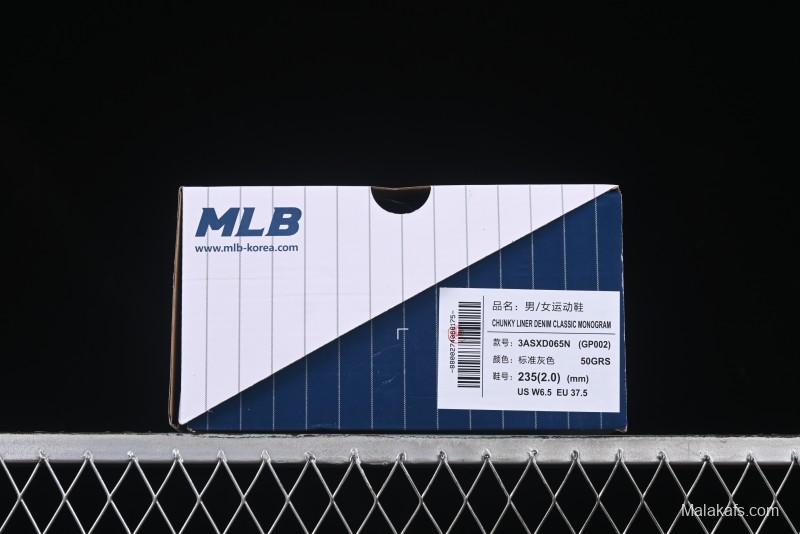 MLB
www.mlb-korea.com
品名：男/女运动鞋
CHUNKY LINER DENIM CLASSIC MONOGRAM
款号：3ASXD065N (GP002)
颜色：标准灰色 50GRS
鞋号：235(2.0) (mm)
US W6.5 EU 37.5
Malakafs.com